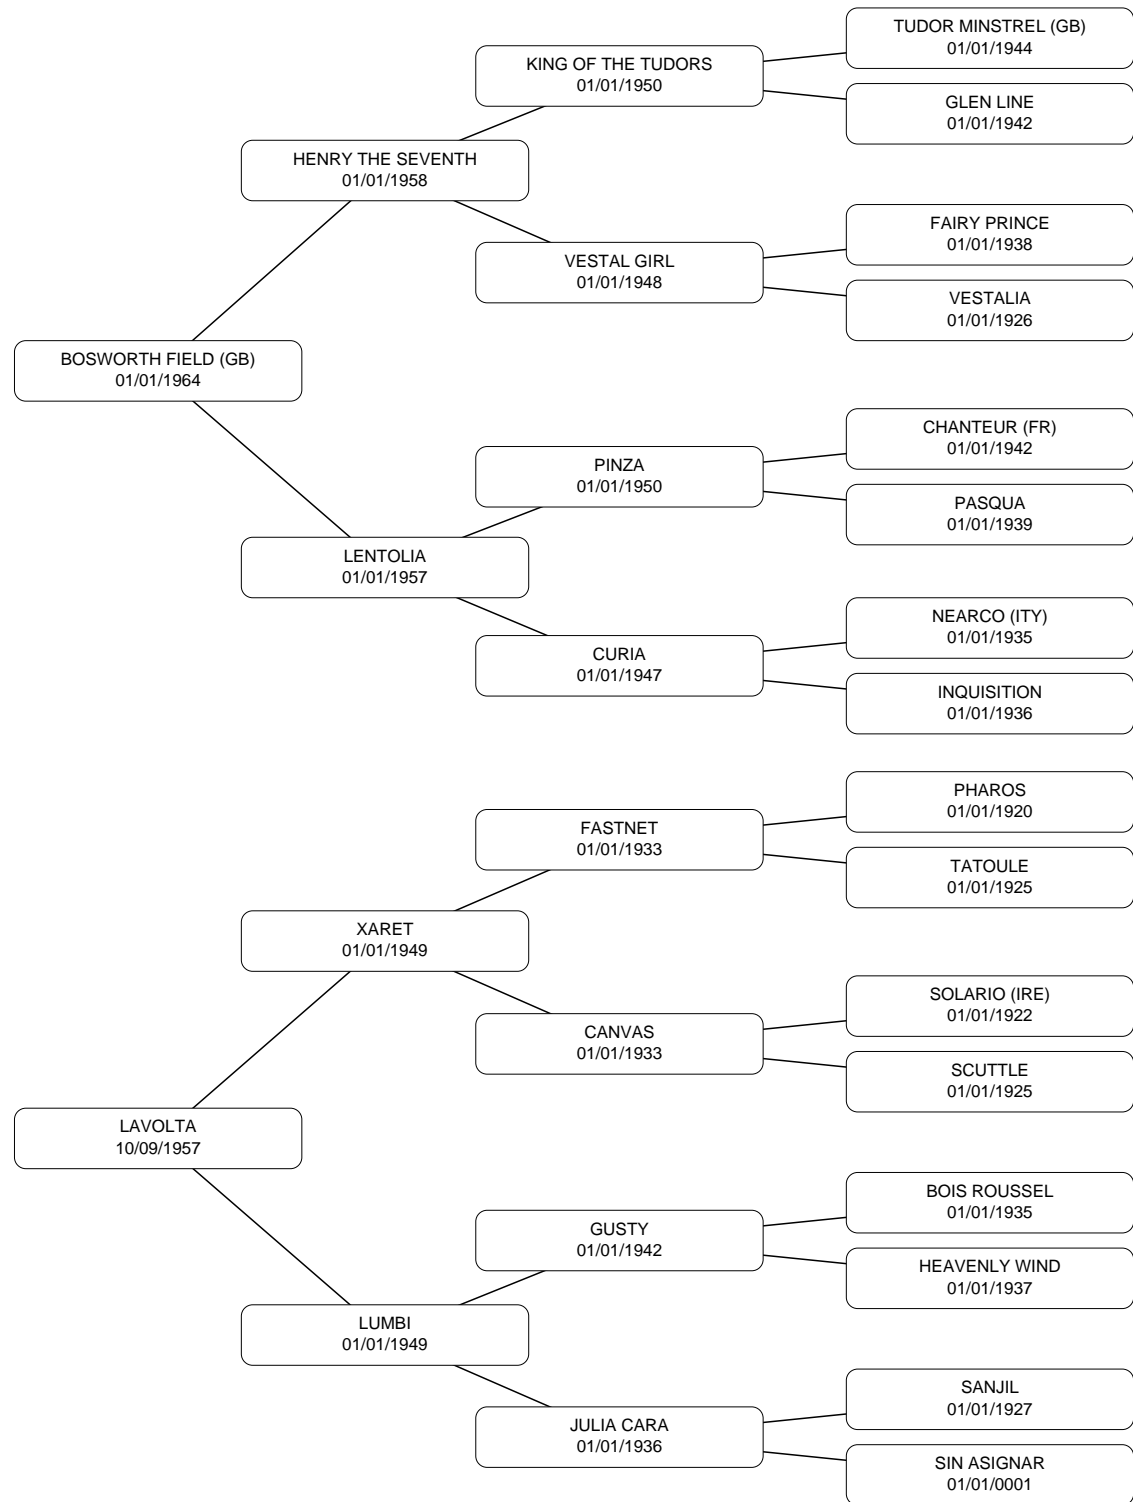 TUDOR MINSTREL (GB)
01/01/1944
KING OF THE TUDORS
01/01/1950
GLEN LINE
01/01/1942
HENRY THE SEVENTH
01/01/1958
FAIRY PRINCE
01/01/1938
VESTAL GIRL
01/01/1948
VESTALIA
01/01/1926
BOSWORTH FIELD (GB)
01/01/1964
CHANTEUR (FR)
01/01/1942
PINZA
01/01/1950
PASQUA
01/01/1939
LENTOLIA
01/01/1957
NEARCO (ITY)
01/01/1935
CURIA
01/01/1947
INQUISITION
01/01/1936
PHAROS
01/01/1920
FASTNET
01/01/1933
TATOULE
01/01/1925
XARET
01/01/1949
SOLARIO (IRE)
01/01/1922
CANVAS
01/01/1933
SCUTTLE
01/01/1925
LAVOLTA
10/09/1957
BOIS ROUSSEL
01/01/1935
GUSTY
01/01/1942
HEAVENLY WIND
01/01/1937
LUMBI
01/01/1949
SANJIL
01/01/1927
JULIA CARA
01/01/1936
SIN ASIGNAR
01/01/0001